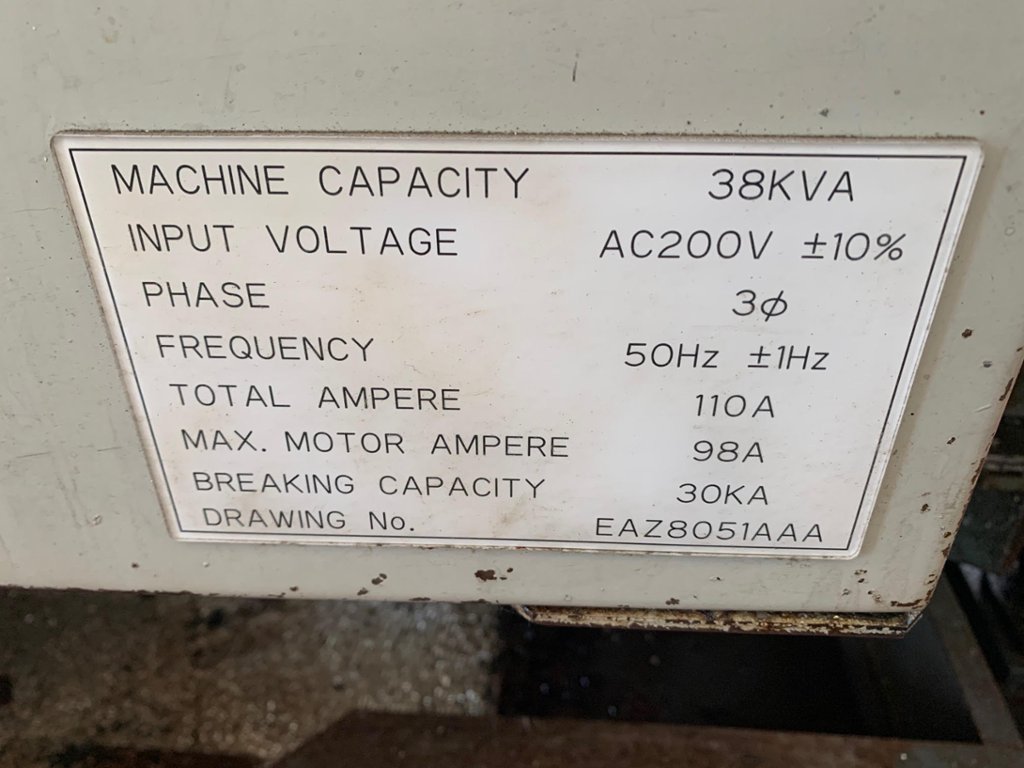 MACHINE CAPACITY 38KVA
INPUT VOLTAGE AC200V ±10%
PHASE 3ϕ
FREQUENCY 50Hz ±1Hz
TOTAL AMPERE 110A
MAX. MOTOR AMPERE 98A
BREAKING CAPACITY 30KA
DRAWING No. EAZ8051AAA